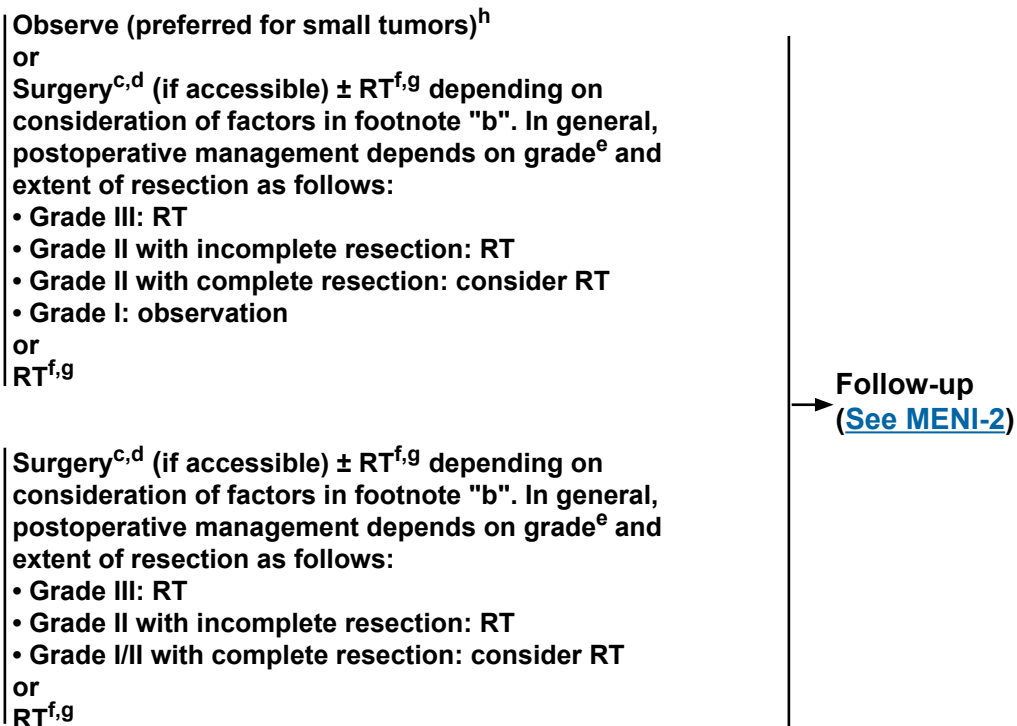 Observe (preferred for small tumors)h
or
Surgeryc,d (if accessible) ± RTf,g depending on
consideration of factors in footnote "b". In general,
postoperative management depends on gradee and
extent of resection as follows:
• Grade III: RT
• Grade II with incomplete resection: RT
• Grade II with complete resection: consider RT
• Grade I: observation
or
RTf,g
Surgeryc,d (if accessible) ± RTf,g depending on
consideration of factors in footnote "b". In general,
postoperative management depends on gradee and
extent of resection as follows:
• Grade III: RT
• Grade II with incomplete resection: RT
• Grade I/II with complete resection: consider RT
or
RTf,g
Follow-up
(See MENI-2)